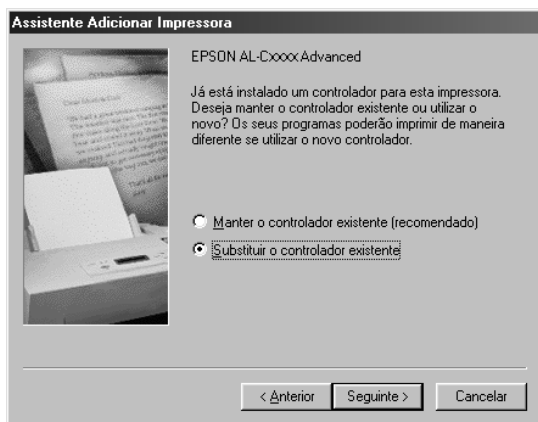 Assistente Adicionar Impressora
EPSON AL-Cxxxx Advanced
Já está instalado um controlador para esta impressora.
Deseja manter o controlador existente ou utilizar o
novo? Os seus programas poderão imprimir de maneira
diferente se utilizar o novo controlador.
Manter o controlador existente (recomendado)
Substituir o controlador existente
< Anterior
Seguinte >
Cancelar